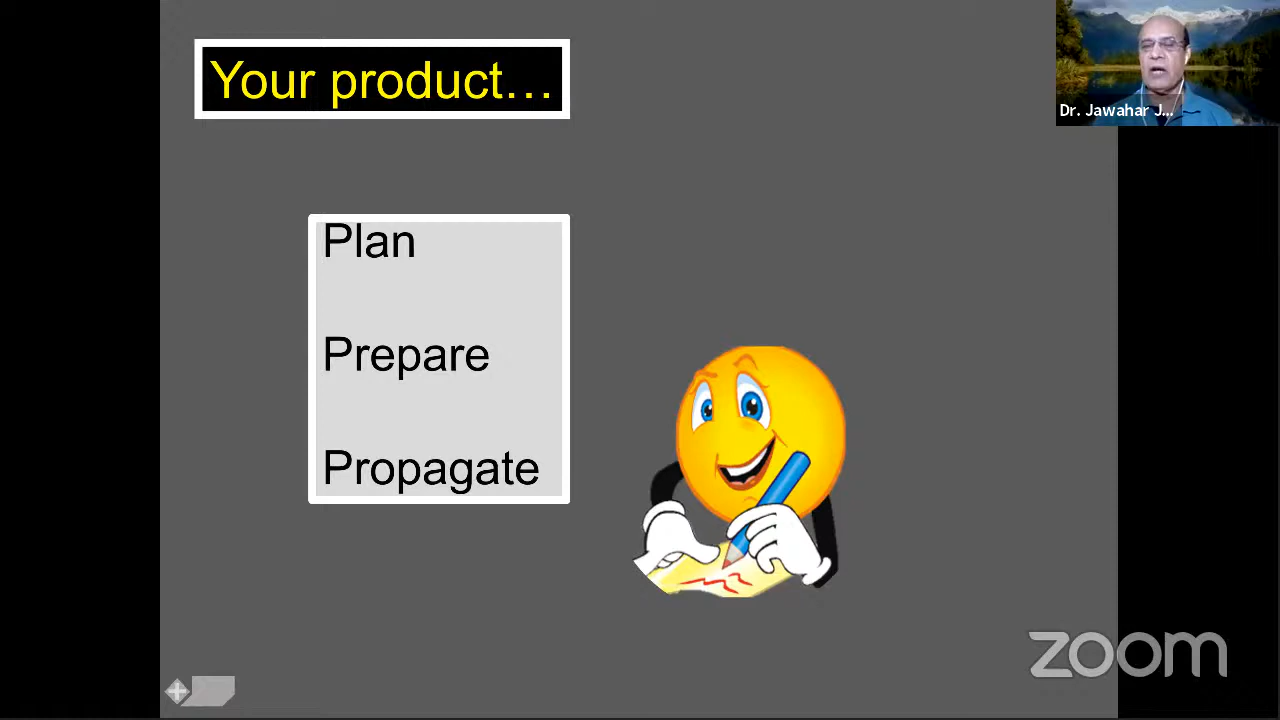 Your product…
Dr. Jawahar J...
Plan
Prepare
Propagate
zoom